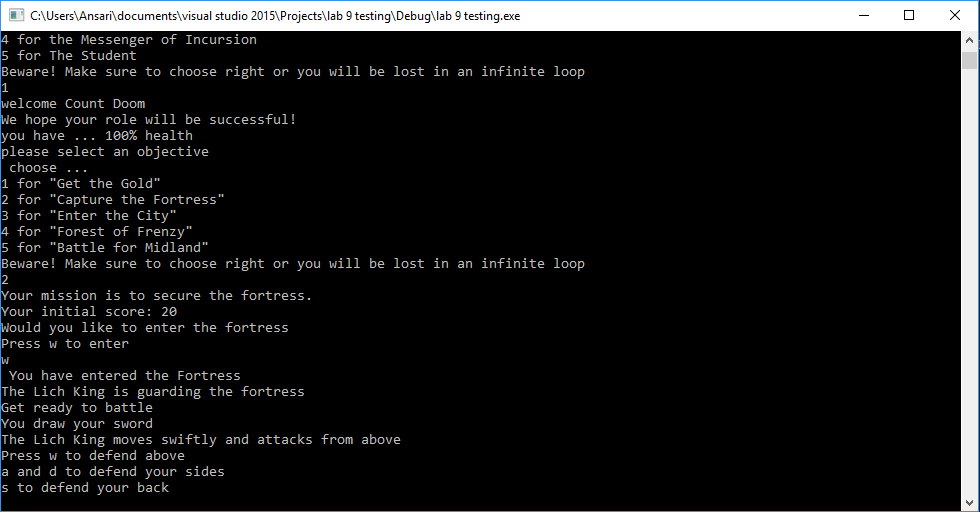 C:\Users\Ansari\documents\visual studio 2015\Projects\lab 9 testing\Debug\lab 9 testing.exe
4 for the Messenger of Incursion
5 for The Student
Beware! Make sure to choose right or you will be lost in an infinite loop
1
welcome Count Doom
We hope your role will be successful!
you have ... 100% health
please select an objective
 choose ...
1 for "Get the Gold"
2 for "Capture the Fortress"
3 for "Enter the City"
4 for "Forest of Frenzy"
5 for "Battle for Midland"
Beware! Make sure to choose right or you will be lost in an infinite loop
2
Your mission is to secure the fortress.
Your initial score: 20
Would you like to enter the fortress
Press w to enter
w
 You have entered the Fortress
The Lich King is guarding the fortress
Get ready to battle
You draw your sword
The Lich King moves swiftly and attacks from above
Press w to defend above
a and d to defend your sides
s to defend your back